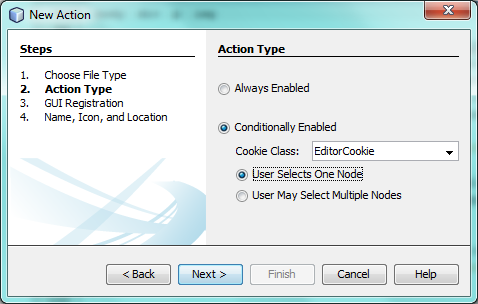 New Action
Steps
1. Choose File Type
2. Action Type
3. GUI Registration
4. Name, Icon, and Location
Action Type
Always Enabled
Conditionally Enabled
Cookie Class: EditorCookie
User Selects One Node
User May Select Multiple Nodes
< Back Next > Finish Cancel Help